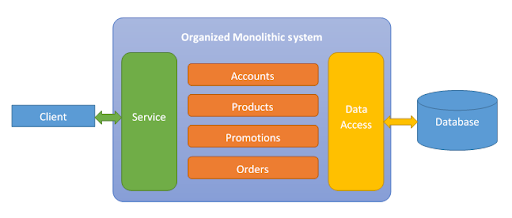 Organized Monolithic system
Client
Service
Accounts
Products
Promotions
Orders
Data
Access
Database